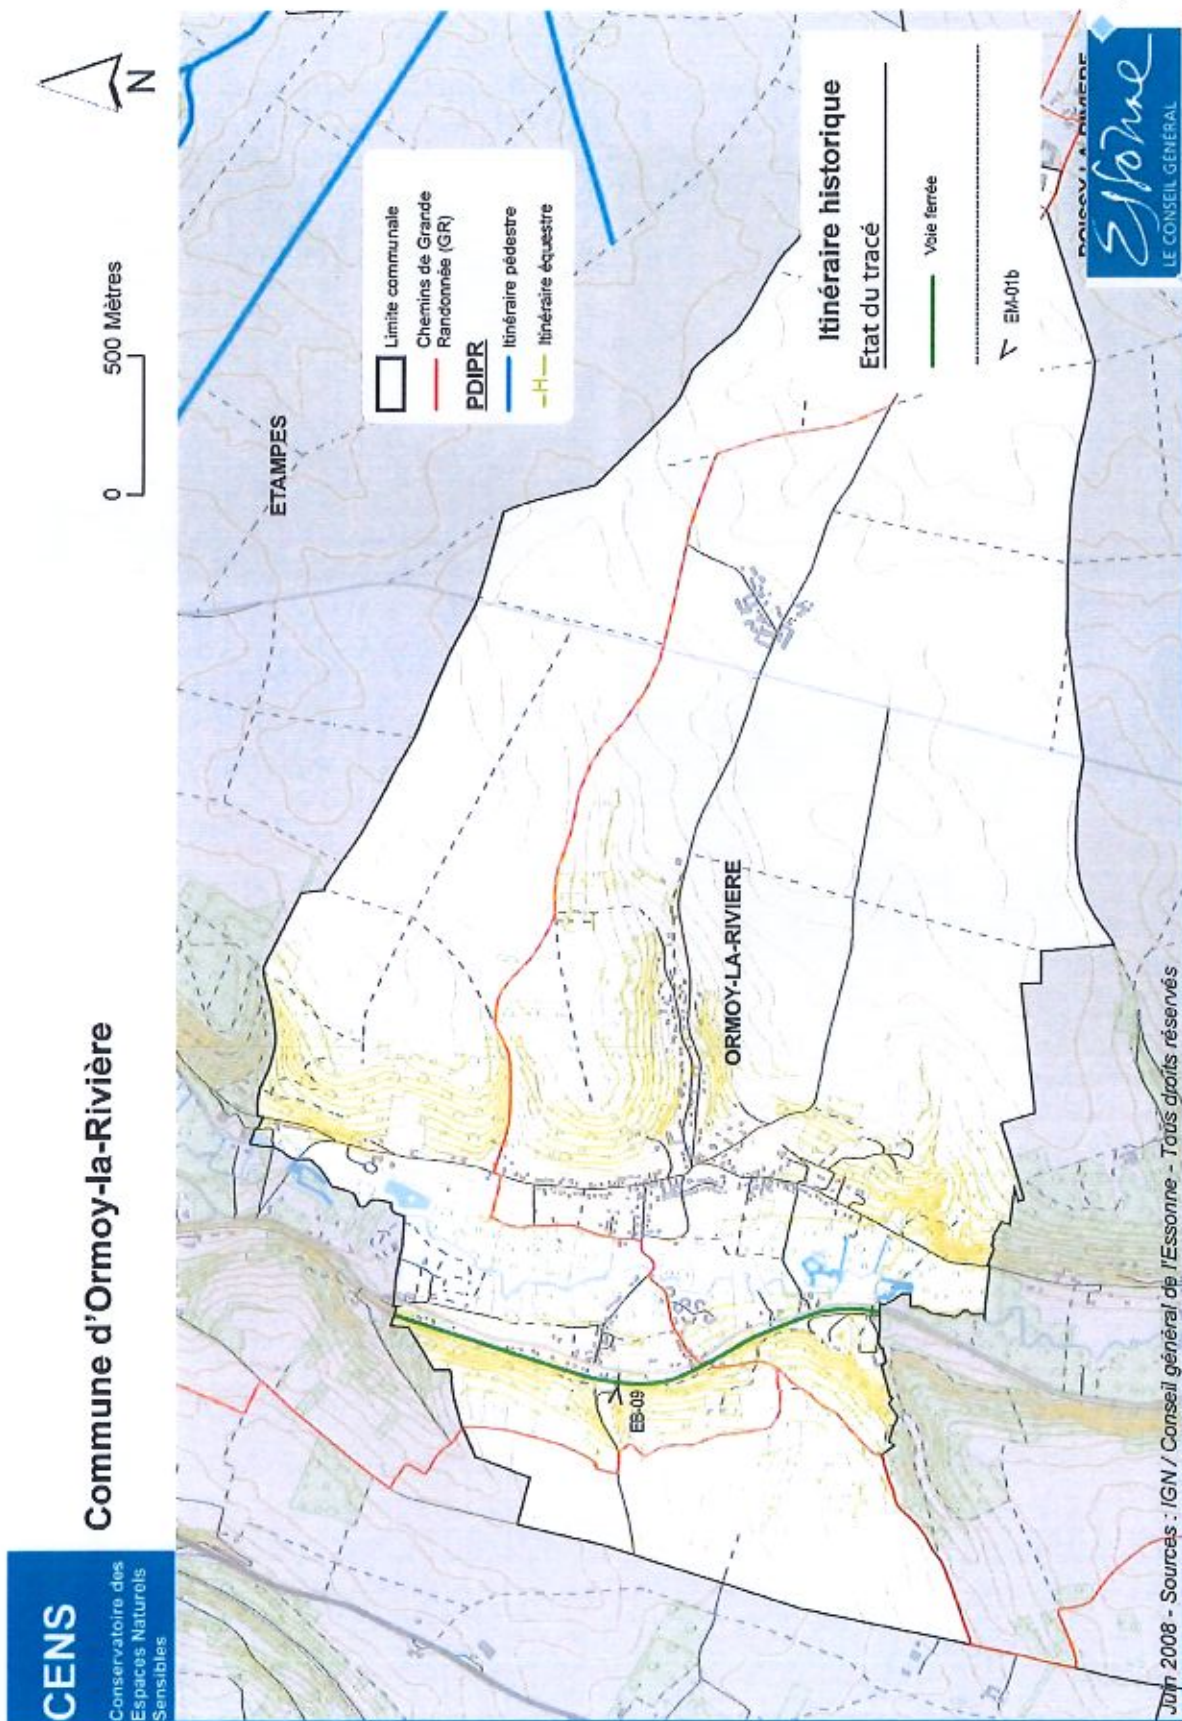 CENS
Conservatoire des
Espaces Naturels
Sensibles
Commune d'Ormoy-la-Rivière
0 500 Mètres
N
ETAMPES
Limite communale
Chemins de Grande
Randonnée (GR)
PDIPR
Itinéraire pédestre
-H- Itinéraire équestre
Itinéraire historique
Etat du tracé
Voie ferrée
EM-01b
EB-09
ORMOY-LA-RIVIERE
Essonne
LE CONSEIL GÉNÉRAL
Juin 2008 - Sources : IGN / Conseil général de l'Essonne - Tous droits réservés